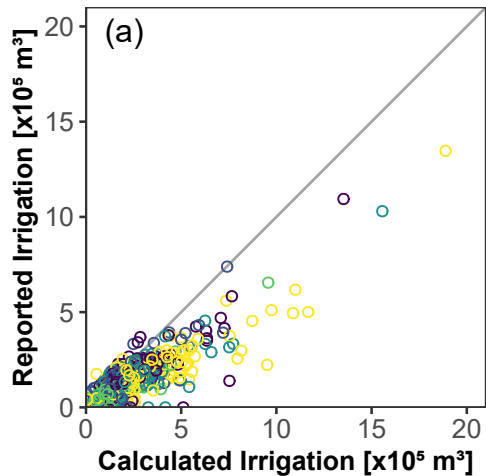 (a)
Reported Irrigation [x10⁵ m³]
20
15
10
5
0
0 5 10 15 20
Calculated Irrigation [x10⁵ m³]